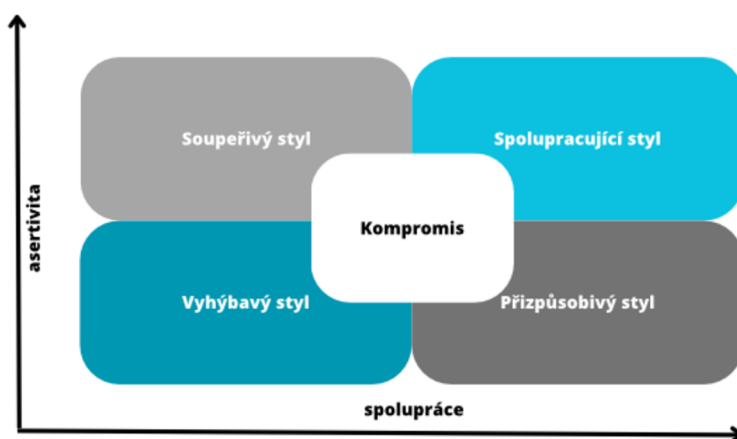 Soupeřivý styl
Spolupracující styl
asertivita
Kompromis
Vyhýbavý styl
Přizpůsobivý styl
spolupráce